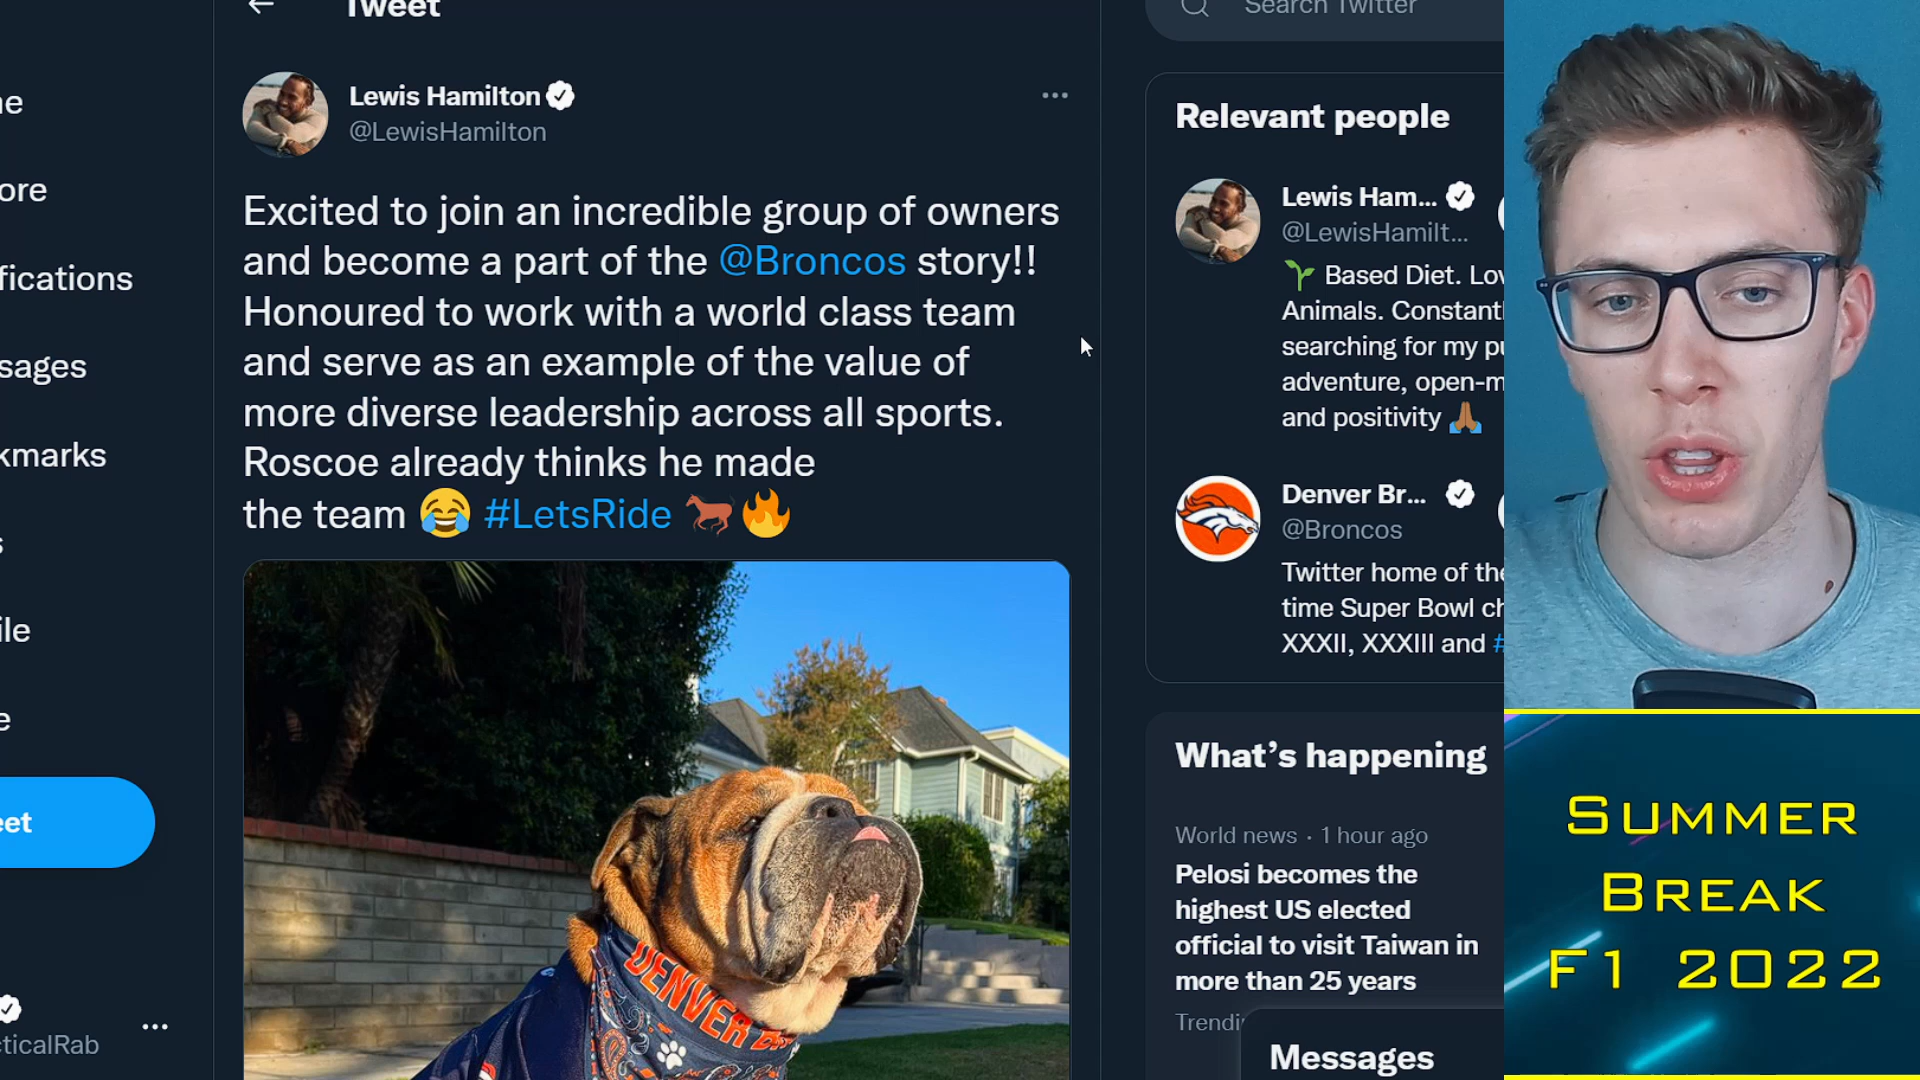 Tweet
Search Twitter
Lewis Hamilton
@LewisHamilton
Excited to join an incredible group of owners
and become a part of the @Broncos story!!
Honoured to work with a world class team
and serve as an example of the value of
more diverse leadership across all sports.
Roscoe already thinks he made
the team 😂 #LetsRide 🐎🔥
DENVER B
Relevant people
Lewis Ham...
@LewisHamilt...
🌱 Based Diet. Lov
Animals. Constantl
searching for my pu
adventure, open-m
and positivity 🙏🏾
Denver Br...
@Broncos
Twitter home of the
time Super Bowl ch
XXXII, XXXIII and #
What's happening
World news · 1 hour ago
Pelosi becomes the
highest US elected
official to visit Taiwan in
more than 25 years
Trendi
Messages
ne
ore
fications
sages
kmarks
s
ile
e
eet
cticalRab
SUMMER
BREAK
F1 2022